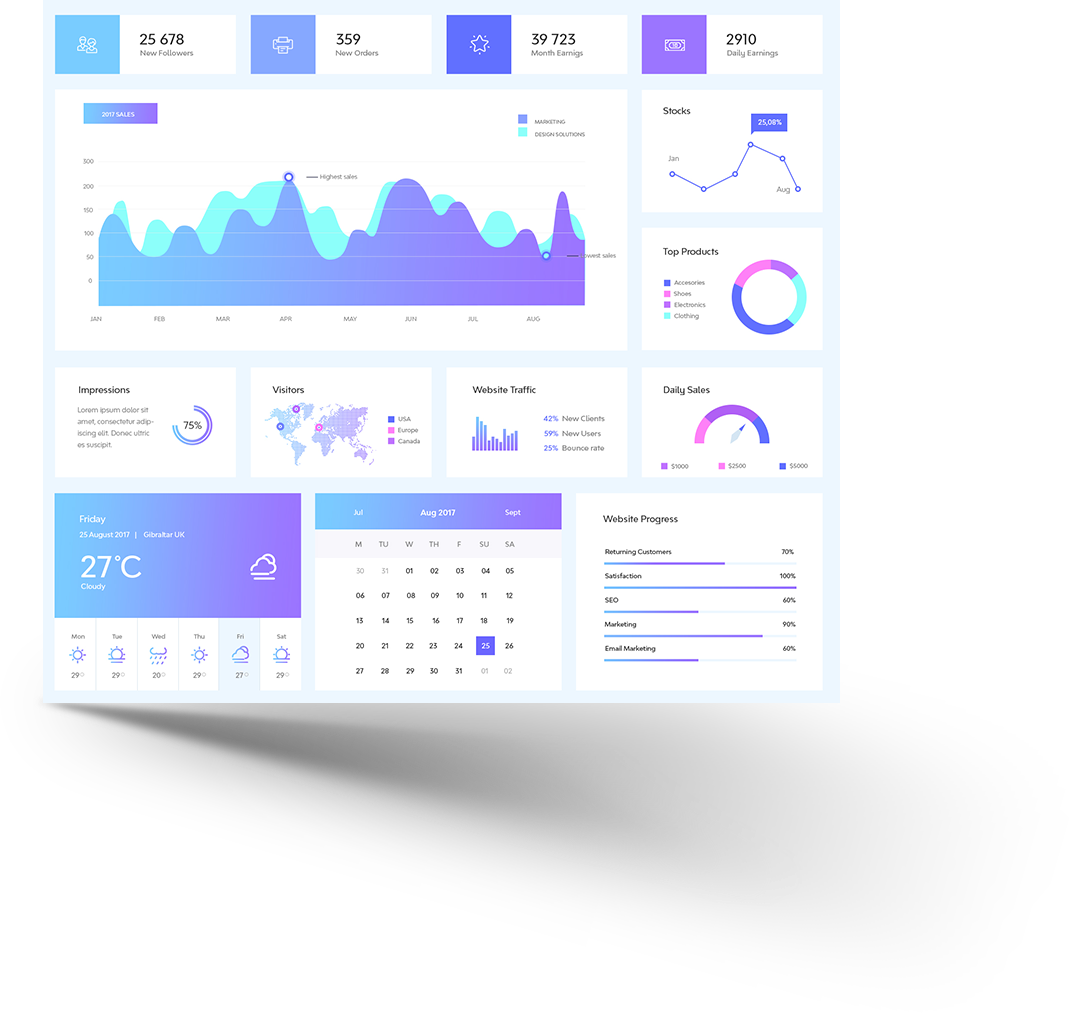 25 678
New Followers
359
New Orders
39 723
Month Earnigs
2910
Daily Earnings
2017 SALES
MARKETING
DESIGN SOLUTIONS
300
200
150
100
50
0
Highest sales
sales
JAN FEB MAR APR MAY JUN JUL AUG
Stocks
25,08%
Jan
Aug
Top Products
Accesories
Shoes
Electronics
Clothing
Impressions
Lorem ipsum dolor sit
amet, consectetur adip-
iscing elit. Donec ultric
es suscipit.
75%
Visitors
USA
Europe
Canada
Website Traffic
42% New Clients
59% New Users
25% Bounce rate
Daily Sales
$1000 $2500 $5000
Friday
25 August 2017 | Gibraltar UK
27°C
Cloudy
Mon Tue Wed Thu Fri Sat
29° 29° 20° 29° 27° 29°
Jul Aug 2017 Sept
M TU W TH F SU SA
30 31 01 02 03 04 05
06 07 08 09 10 11 12
13 14 15 16 17 18 19
20 21 22 23 24 25 26
27 28 29 30 31 01 02
Website Progress
Returning Customers 70%
Satisfaction 100%
SEO 60%
Marketing 90%
Email Marketing 60%